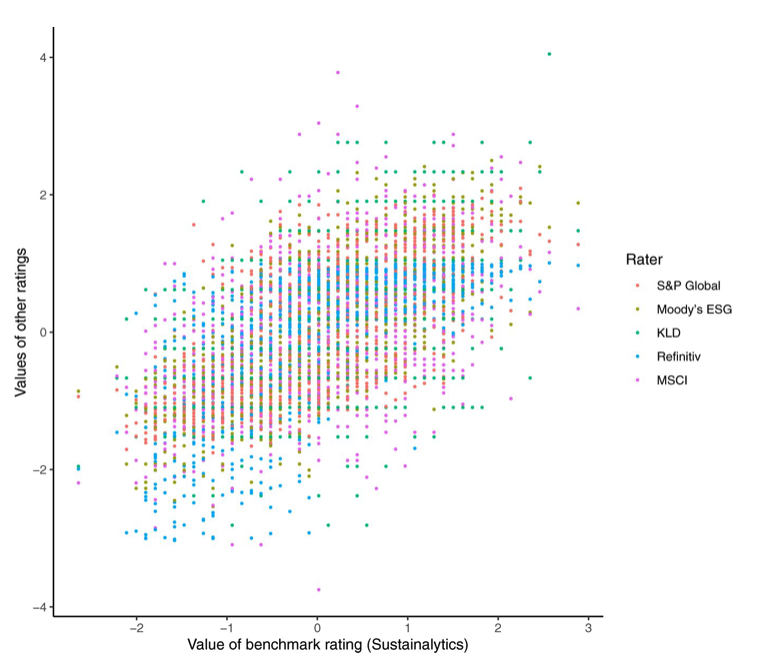 4
2
0
−2
−4
−2
−1
0
1
2
3
Values of other ratings
Value of benchmark rating (Sustainalytics)
Rater
S&P Global
Moody's ESG
KLD
Refinitiv
MSCI